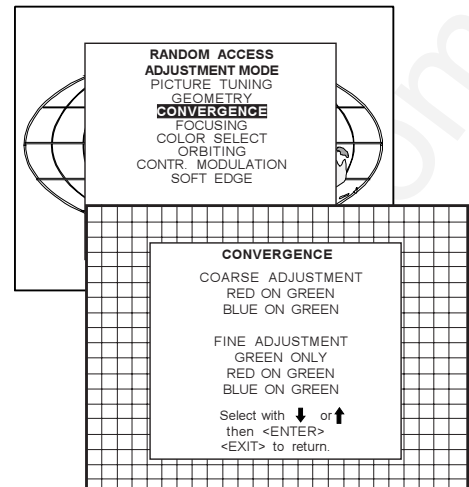 RANDOM ACCESS
ADJUSTMENT MODE
PICTURE TUNING
GEOMETRY
CONVERGENCE
FOCUSING
COLOR SELECT
ORBITING
CONTR. MODULATION
SOFT EDGE
CONVERGENCE
COARSE ADJUSTMENT
RED ON GREEN
BLUE ON GREEN
FINE ADJUSTMENT
GREEN ONLY
RED ON GREEN
BLUE ON GREEN
Select with ⬇ or ⬆
then <ENTER>
<EXIT> to return.